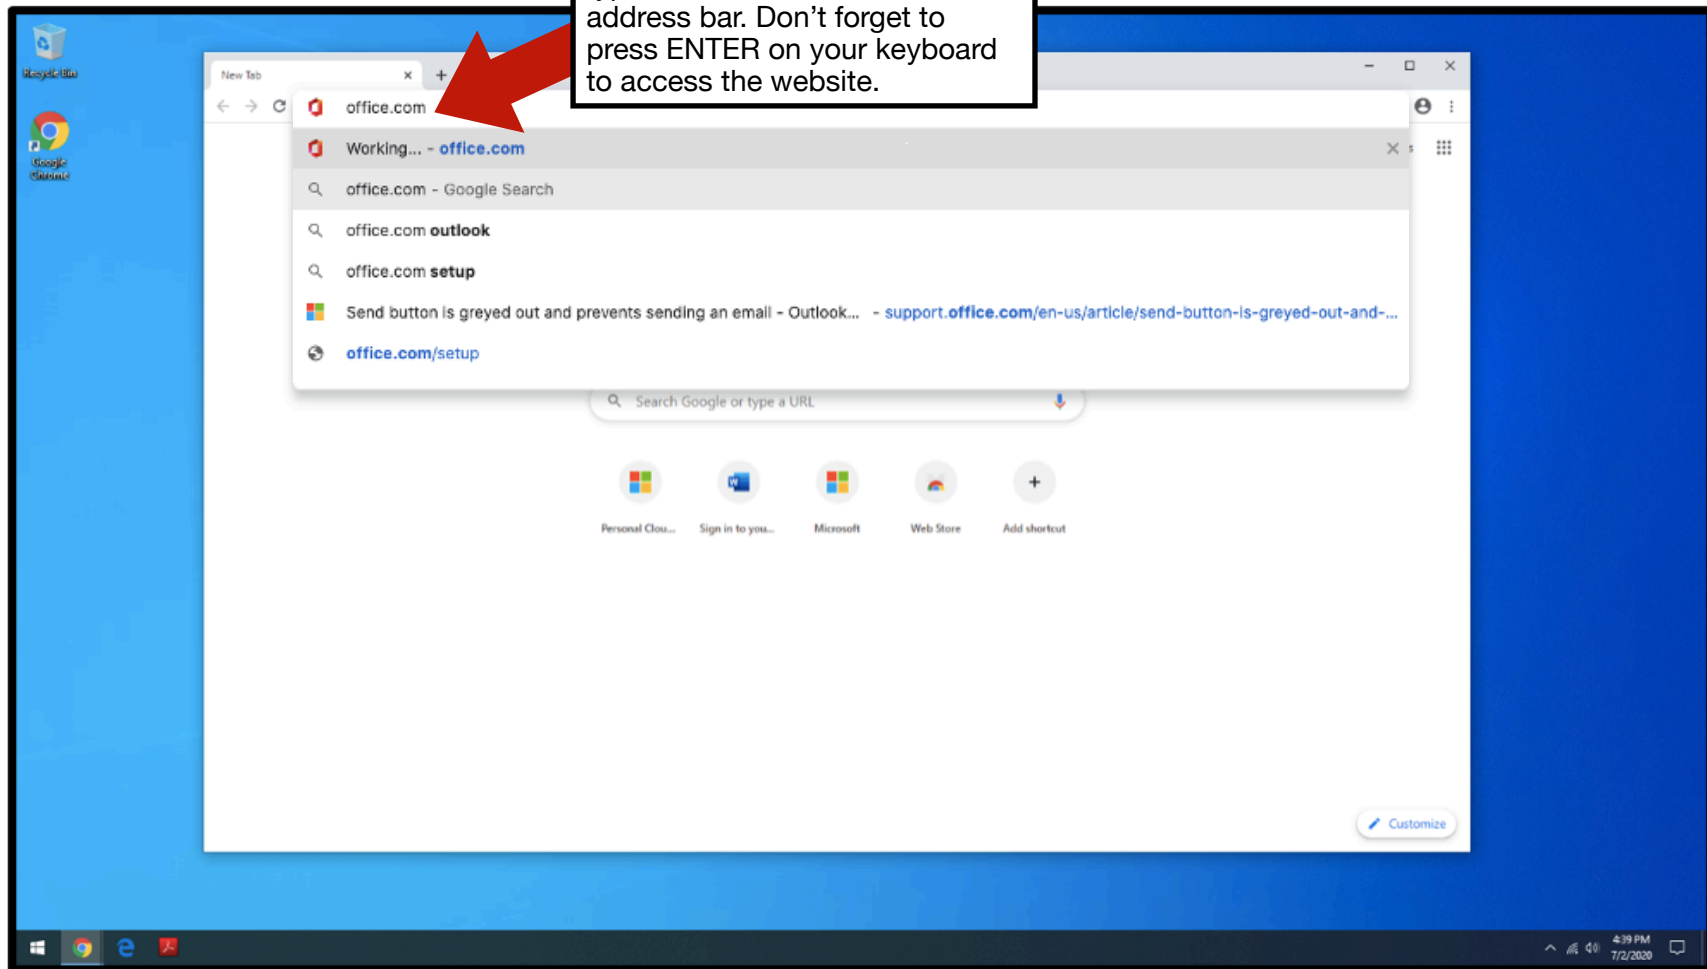 address bar. Don't forget to
press ENTER on your keyboard
to access the website.
Recycle Bin
Google
Chrome
New Tab
office.com
Working... - office.com
office.com - Google Search
office.com outlook
office.com setup
Send button is greyed out and prevents sending an email - Outlook... - support.office.com/en-us/article/send-button-is-greyed-out-and-...
office.com/setup
Search Google or type a URL
Personal Clou... Sign in to you... Microsoft Web Store Add shortcut
Customize
4:39 PM
7/2/2020